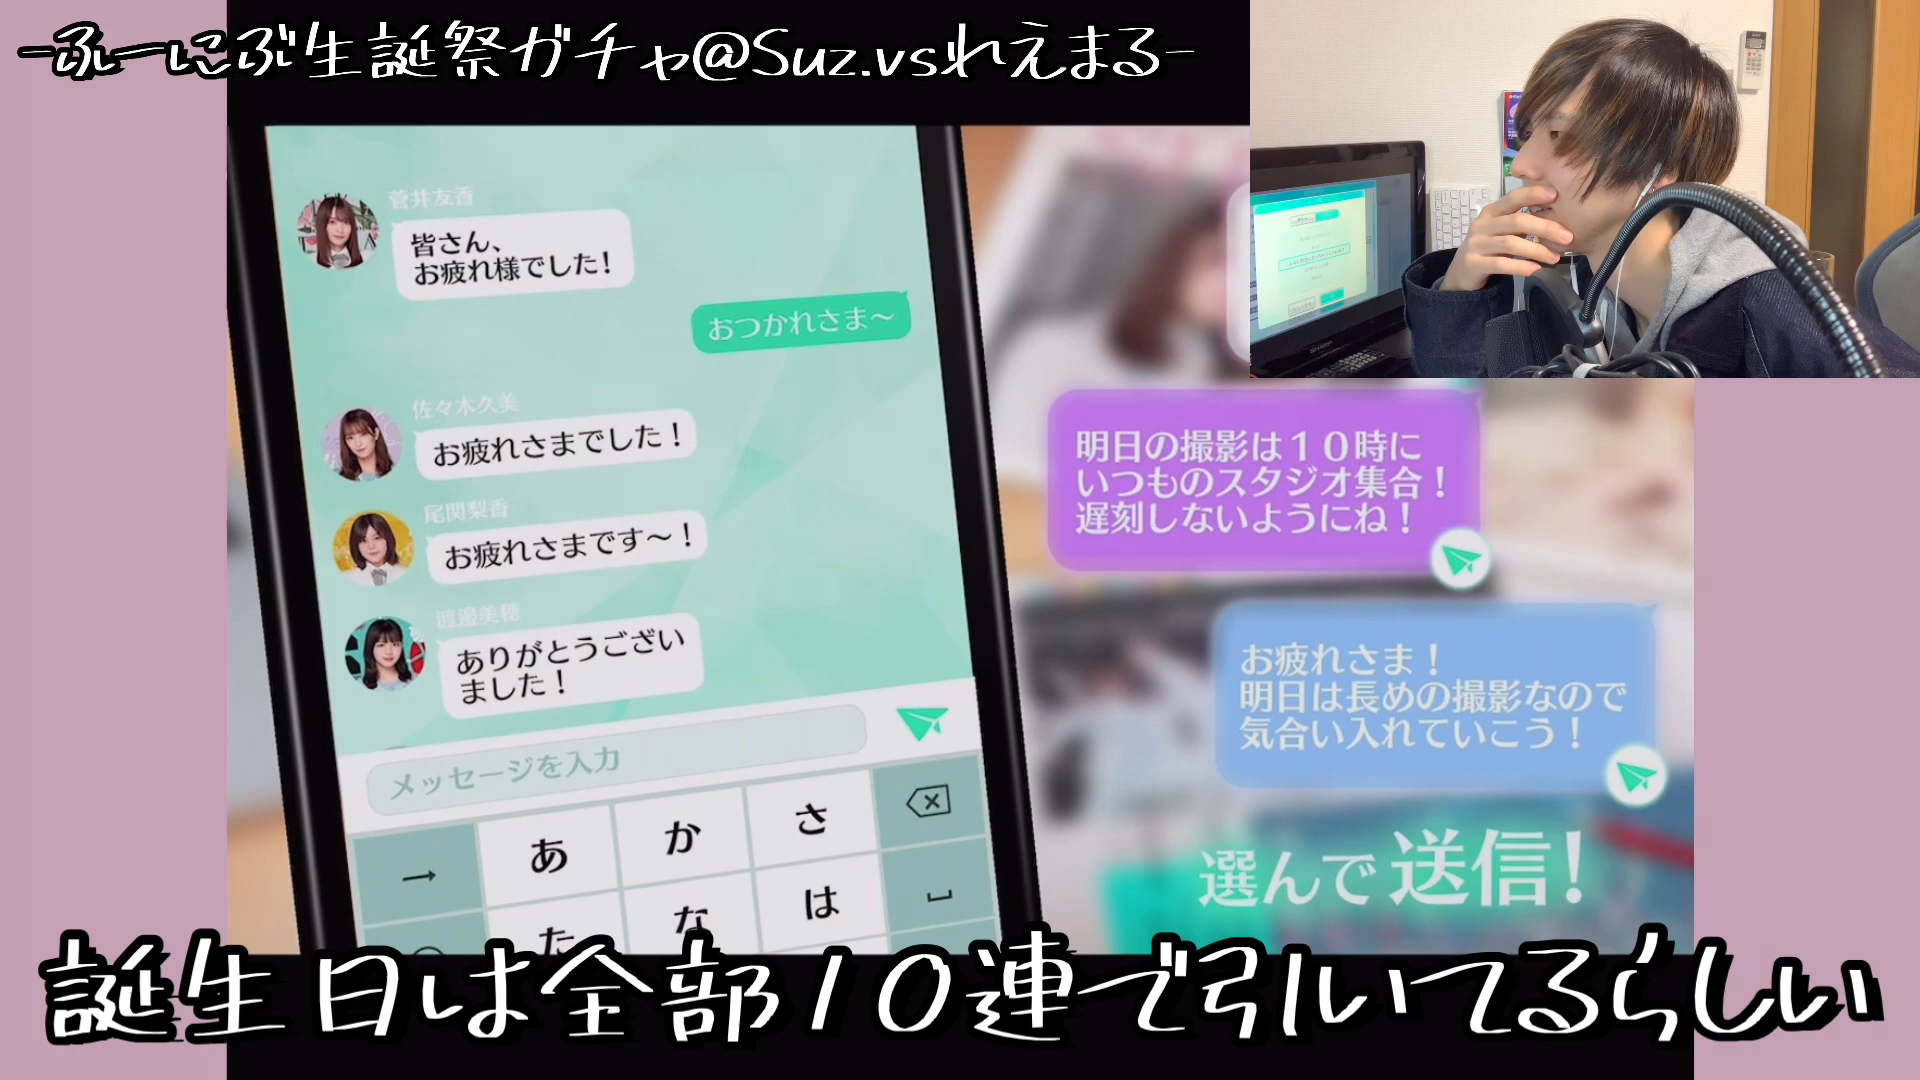 -ふーにぶ生誕祭ガチャ@Suz.vsれえまる-
菅井友香
皆さん、
お疲れ様でした!
おつかれさま〜
佐々木久美
お疲れさまでした!
尾関梨香
お疲れさまです〜!
渡邉美穂
ありがとうござい
ました!
メッセージを入力
→ あ か さ
た な は
明日の撮影は10時に
いつものスタジオ集合!
遅刻しないようにね!
お疲れさま!
明日は長めの撮影なので
気合い入れていこう!
選んで送信!
SHARP
誕生日は全部10連で引いてるらしい